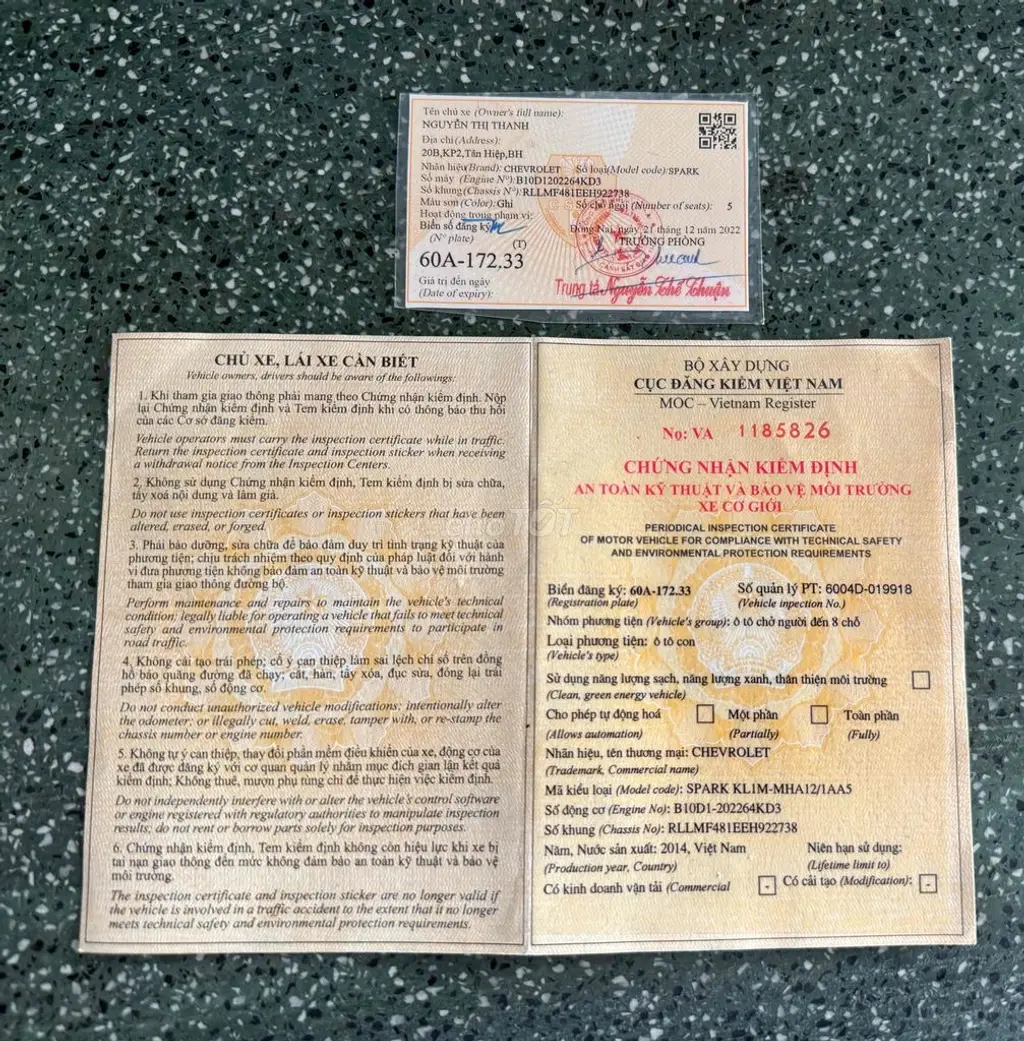 Tên chủ xe (Owner's full name):
NGUYỄN THỊ THANH
Địa chỉ(Address):
20B,KP2,Tân Hiệp,BH
Nhãn hiệu(Brand): CHEVROLET Số loại(Model code):SPARK
Số máy (Engine N°):B10D1202264KD3
Số khung(Chassis N°):RLLMF481EEH922738
Màu sơn (Color): Ghi Số chỗ ngồi (Number of seats): 5
Hoạt động trong phạm vi:
Biển số đăng ký Đồng Nai, ngày 21 tháng 12 năm 2022
(N° plate) (T) TRƯỞNG PHÒNG
60A-172.33
Giá trị đến ngày
(Date of expiry):
Trung tá Nguyễn Thế Thuận
CHỦ XE, LÁI XE CẦN BIẾT
Vehicle owners, drivers should be aware of the followings:
1. Khi tham gia giao thông phải mang theo Chứng nhận kiểm định. Nộp
lại Chứng nhận kiểm định và Tem kiểm định khi có thông báo thu hồi
của các Cơ sở đăng kiểm.
Vehicle operators must carry the inspection certificate while in traffic.
Return the inspection certificate and inspection sticker when receiving
a withdrawal notice from the Inspection Centers.
2. Không sử dụng Chứng nhận kiểm định, Tem kiểm định bị sửa chữa,
tẩy xoá nội dung và làm giả.
Do not use inspection certificates or inspection stickers that have been
altered, erased, or forged.
3. Phải bảo dưỡng, sửa chữa để bảo đảm duy trì tình trạng kỹ thuật của
phương tiện; chịu trách nhiệm theo quy định của pháp luật đối với hành
vi đưa phương tiện không bảo đảm an toàn kỹ thuật và bảo vệ môi trường
tham gia giao thông đường bộ.
Perform maintenance and repairs to maintain the vehicle's technical
condition; legally liable for operating a vehicle that fails to meet technical
safety and environmental protection requirements to participate in
road traffic.
4. Không cải tạo trái phép; cố ý can thiệp làm sai lệch chỉ số trên đồng
hồ báo quãng đường đã chạy; cắt, hàn, tẩy xóa, đục sửa, đóng lại trái
phép số khung, số động cơ.
Do not conduct unauthorized vehicle modifications; intentionally alter
the odometer; or illegally cut, weld, erase, tamper with, or re-stamp the
chassis number or engine number.
5. Không tự ý can thiệp, thay đổi phần mềm điều khiển của xe, động cơ của
xe đã được đăng ký với cơ quan quản lý nhằm mục đích gian lận kết quả
kiểm định; Không thuê, mượn phụ tùng chỉ để thực hiện việc kiểm định.
Do not independently interfere with or alter the vehicle's control software
or engine registered with regulatory authorities to manipulate inspection
results; do not rent or borrow parts solely for inspection purposes.
6. Chứng nhận kiểm định, Tem kiểm định không còn hiệu lực khi xe bị
tai nạn giao thông đến mức không đảm bảo an toàn kỹ thuật và bảo vệ
môi trường.
The inspection certificate and inspection sticker are no longer valid if
the vehicle is involved in a traffic accident to the extent that it no longer
meets technical safety and environmental protection requirements.
BỘ XÂY DỰNG
CỤC ĐĂNG KIỂM VIỆT NAM
MOC – Vietnam Register
No: VA 1185826
CHỨNG NHẬN KIỂM ĐỊNH
AN TOÀN KỸ THUẬT VÀ BẢO VỆ MÔI TRƯỜNG
XE CƠ GIỚI
PERIODICAL INSPECTION CERTIFICATE
OF MOTOR VEHICLE FOR COMPLIANCE WITH TECHNICAL SAFETY
AND ENVIRONMENTAL PROTECTION REQUIREMENTS
Biển đăng ký: 60A-172.33 Số quản lý PT: 6004D-019918
(Registration plate) (Vehicle inpection No.)
Nhóm phương tiện (Vehicle's group): ô tô chở người đến 8 chỗ
Loại phương tiện: ô tô con
(Vehicle's type)
Sử dụng năng lượng sạch, năng lượng xanh, thân thiện môi trường
(Clean, green energy vehicle)
Cho phép tự động hoá Một phần Toàn phần
(Allows automation) (Partially) (Fully)
Nhãn hiệu, tên thương mại: CHEVROLET
(Trademark, Commercial name)
Mã kiểu loại (Model code): SPARK KL1M-MHA12/1AA5
Số động cơ (Engine No): B10D1-202264KD3
Số khung (Chassis No): RLLMF481EEH922738
Năm, Nước sản xuất: 2014, Việt Nam Niên hạn sử dụng:
(Production year, Country) (Lifetime limit to)
Có kinh doanh vận tải (Commercial - Có cải tạo (Modification): -